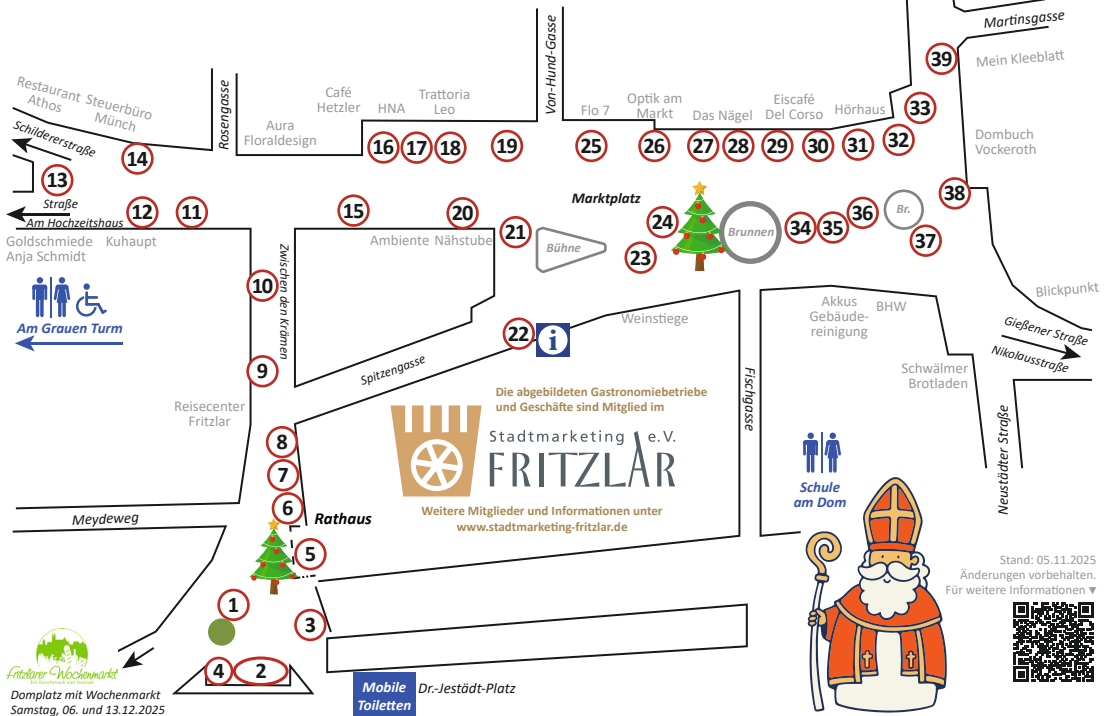 Martinsgasse
39
Mein Kleeblatt
Von-Hund-Gasse
Rosengasse
Restaurant
Athos
Steuerbüro
Münch
Café
Hetzler
HNA
Trattoria
Leo
Aura
Floraldesign
Flo 7
Optik am
Markt
Das Nägel
Eiscafé
Del Corso
Hörhaus
33
Dombuch
Vockeroth
Schildererstraße
14
13
16
17
18
19
25
26
27
28
29
30
31
32
Straße
Am Hochzeitshaus
12
11
15
20
21
Marktplatz
24
23
Bühne
Brunnen
34
35
36
Br.
37
38
Goldschmiede
Anja Schmidt
Kuhaupt
Ambiente
Nähstube
Zwischen den Krämen
10
9
Am Grauen Turm
Blickpunkt
Gießener Straße
Nikolausstraße
Akkus
Gebäude-
reinigung
BHW
Weinstiege
22
i
Spitzengasse
Fischgasse
Schwälmer
Brotladen
Neustädter Straße
Reisecenter
Fritzlar
Die abgebildeten Gastronomiebetriebe
und Geschäfte sind Mitglied im
Stadtmarketing e.V.
FRITZLAR
Weitere Mitglieder und Informationen unter
www.stadtmarketing-fritzlar.de
8
7
6
Rathaus
5
Meydeweg
Schule
am Dom
1
3
4
2
Stand: 05.11.2025
Änderungen vorbehalten.
Für weitere Informationen ▼
Fritzlarer Wochenmarkt
Ein Geschmack von Heimat
Domplatz mit Wochenmarkt
Samstag, 06. und 13.12.2025
Mobile
Toiletten
Dr.-Jestädt-Platz